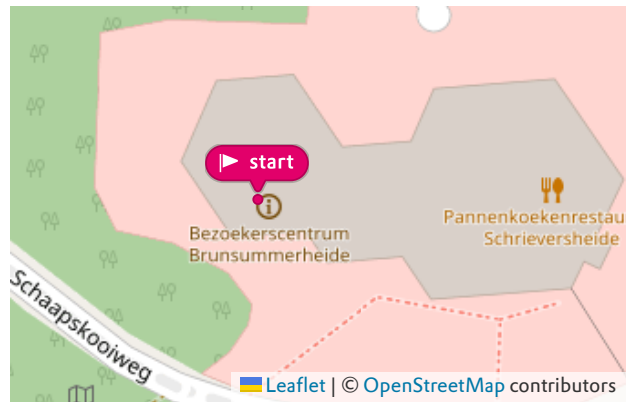 start
Bezoekerscentrum
Brunsummerheide
Pannenkoekenrestau
Schrieversheide
Schaapskooiweg
Leaflet | © OpenStreetMap contributors